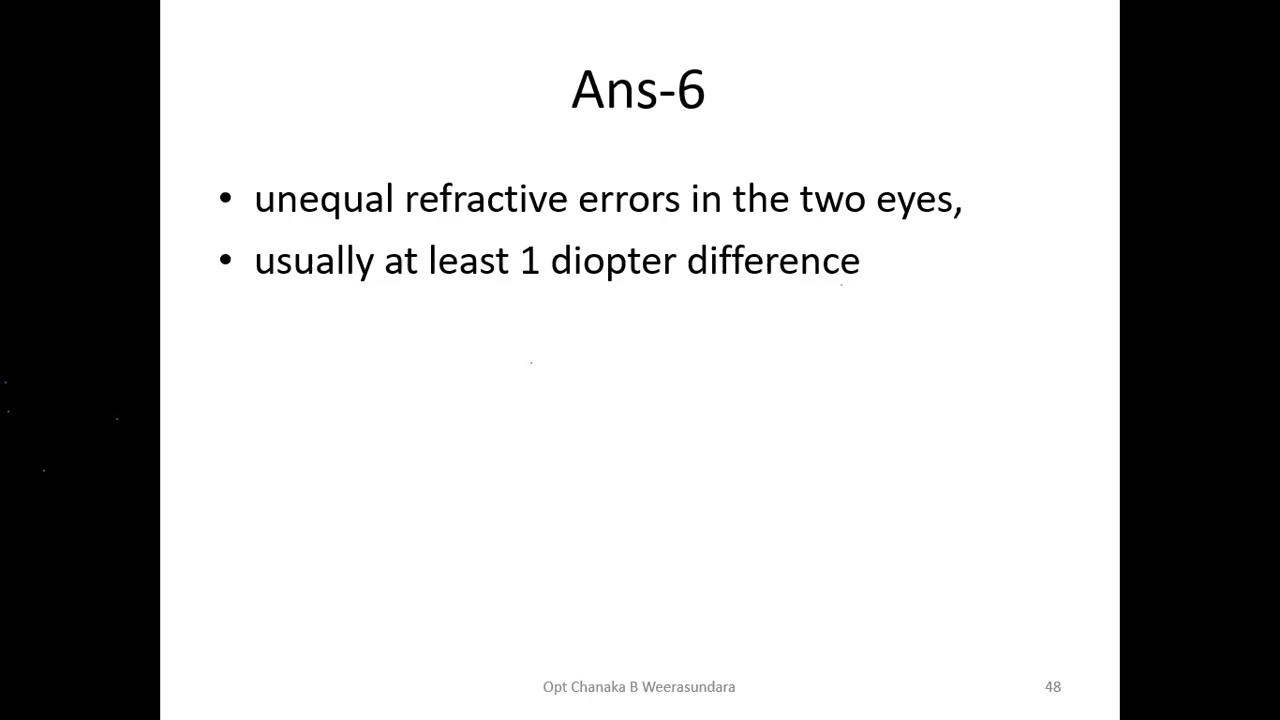 Ans-6
• unequal refractive errors in the two eyes,
• usually at least 1 diopter difference
Opt Chanaka B Weerasundara
48